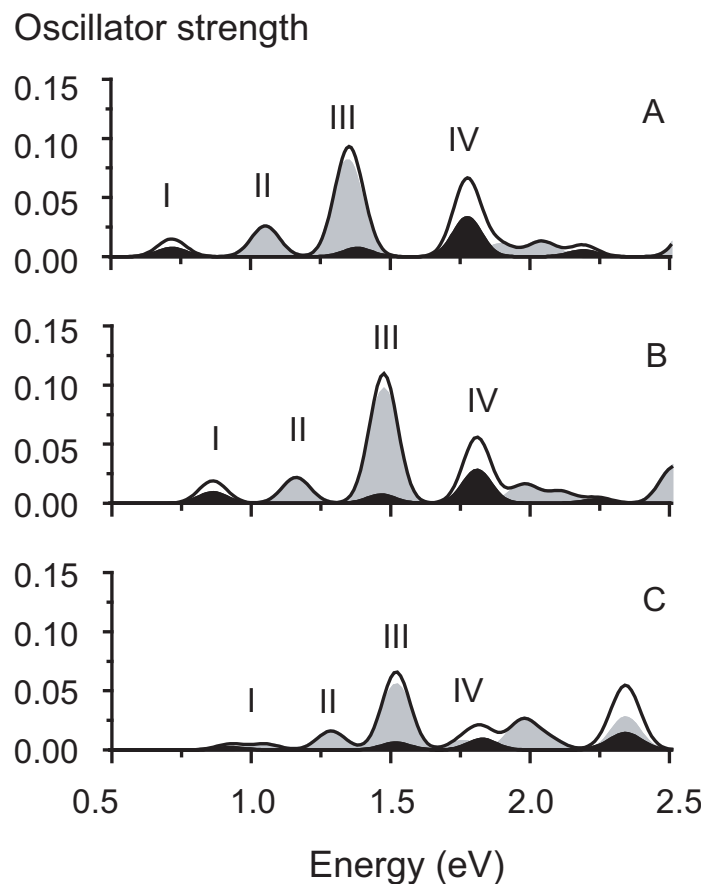 Oscillator strength
0.15
A
III
0.10
IV
I
II
0.05
0.00
0.15
III
B
0.10
IV
I
II
0.05
0.00
0.15
C
III
0.10
I
II
IV
0.05
0.00
0.5 1.0 1.5 2.0 2.5
Energy (eV)